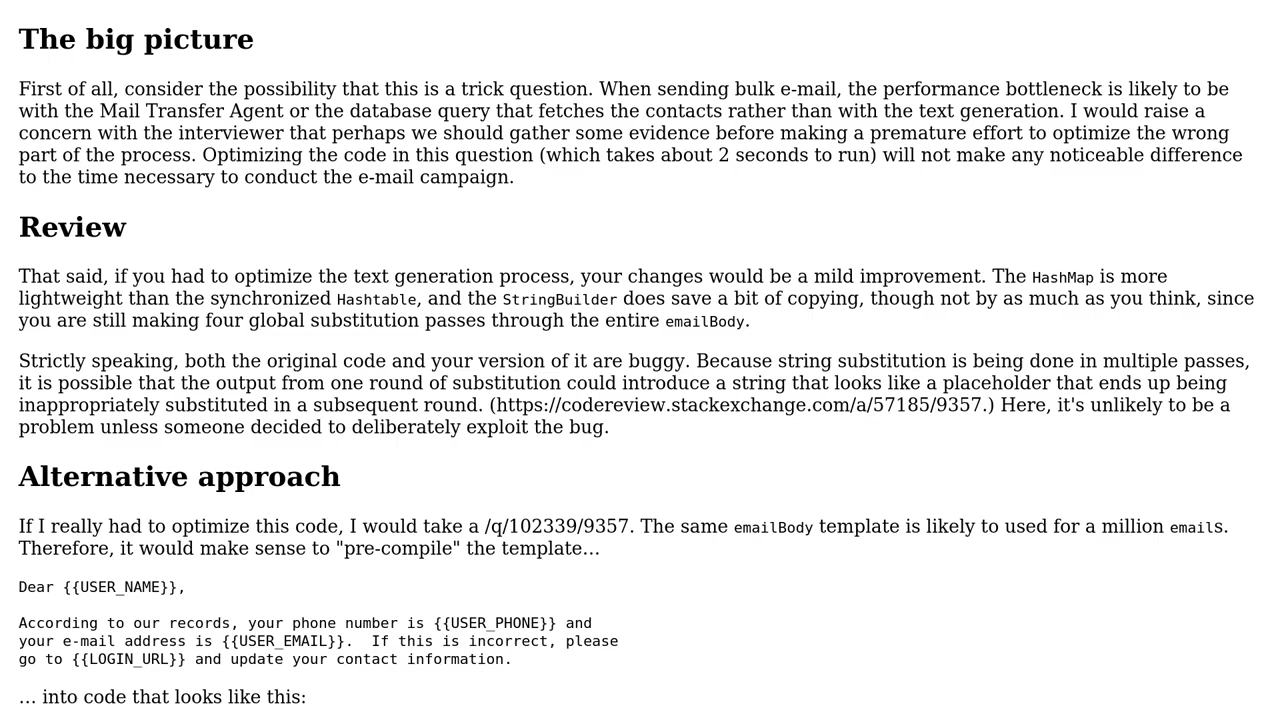 The big picture
First of all, consider the possibility that this is a trick question. When sending bulk e-mail, the performance bottleneck is likely to be
with the Mail Transfer Agent or the database query that fetches the contacts rather than with the text generation. I would raise a
concern with the interviewer that perhaps we should gather some evidence before making a premature effort to optimize the wrong
part of the process. Optimizing the code in this question (which takes about 2 seconds to run) will not make any noticeable difference
to the time necessary to conduct the e-mail campaign.
Review
That said, if you had to optimize the text generation process, your changes would be a mild improvement. The HashMap is more
lightweight than the synchronized Hashtable, and the StringBuilder does save a bit of copying, though not by as much as you think, since
you are still making four global substitution passes through the entire emailBody.
Strictly speaking, both the original code and your version of it are buggy. Because string substitution is being done in multiple passes,
it is possible that the output from one round of substitution could introduce a string that looks like a placeholder that ends up being
inappropriately substituted in a subsequent round. (https://codereview.stackexchange.com/a/57185/9357.) Here, it's unlikely to be a
problem unless someone decided to deliberately exploit the bug.
Alternative approach
If I really had to optimize this code, I would take a /q/102339/9357. The same emailBody template is likely to used for a million emails.
Therefore, it would make sense to "pre-compile" the template…
Dear {{USER_NAME}},
According to our records, your phone number is {{USER_PHONE}} and
your e-mail address is {{USER_EMAIL}}.  If this is incorrect, please
go to {{LOGIN_URL}} and update your contact information.
… into code that looks like this: